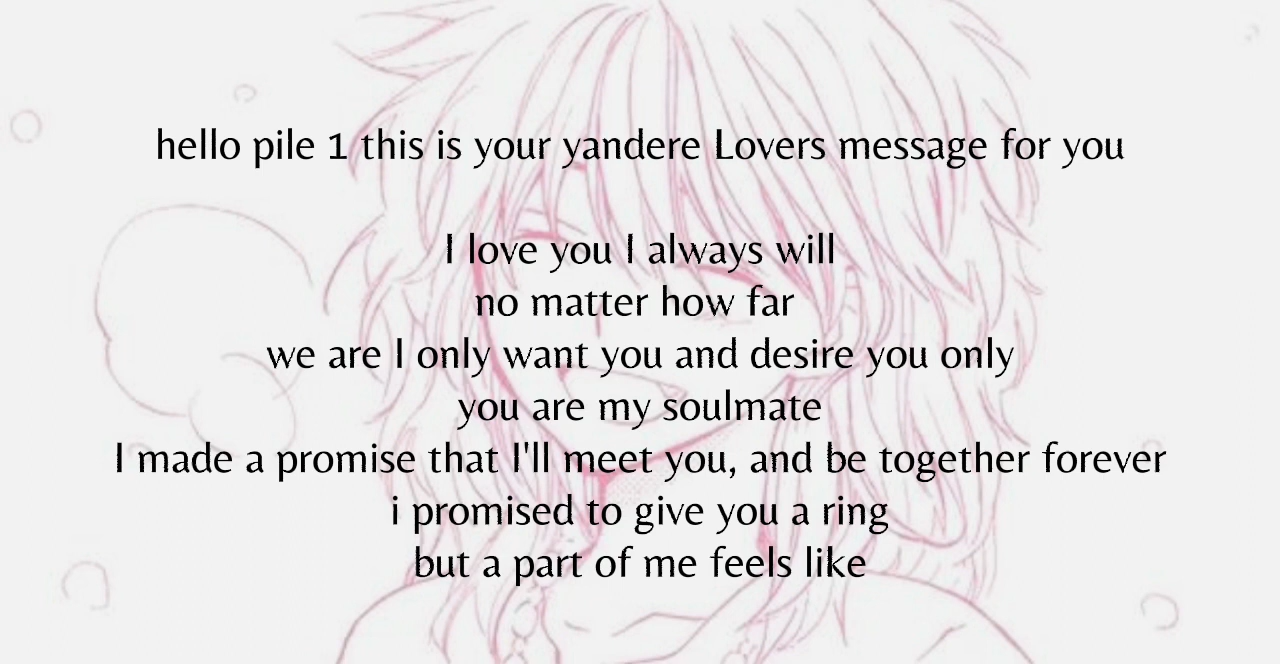 hello pile 1 this is your yandere Lovers message for you
I love you I always will
no matter how far
we are I only want you and desire you only
you are my soulmate
I made a promise that I'll meet you, and be together forever
i promised to give you a ring
but a part of me feels like